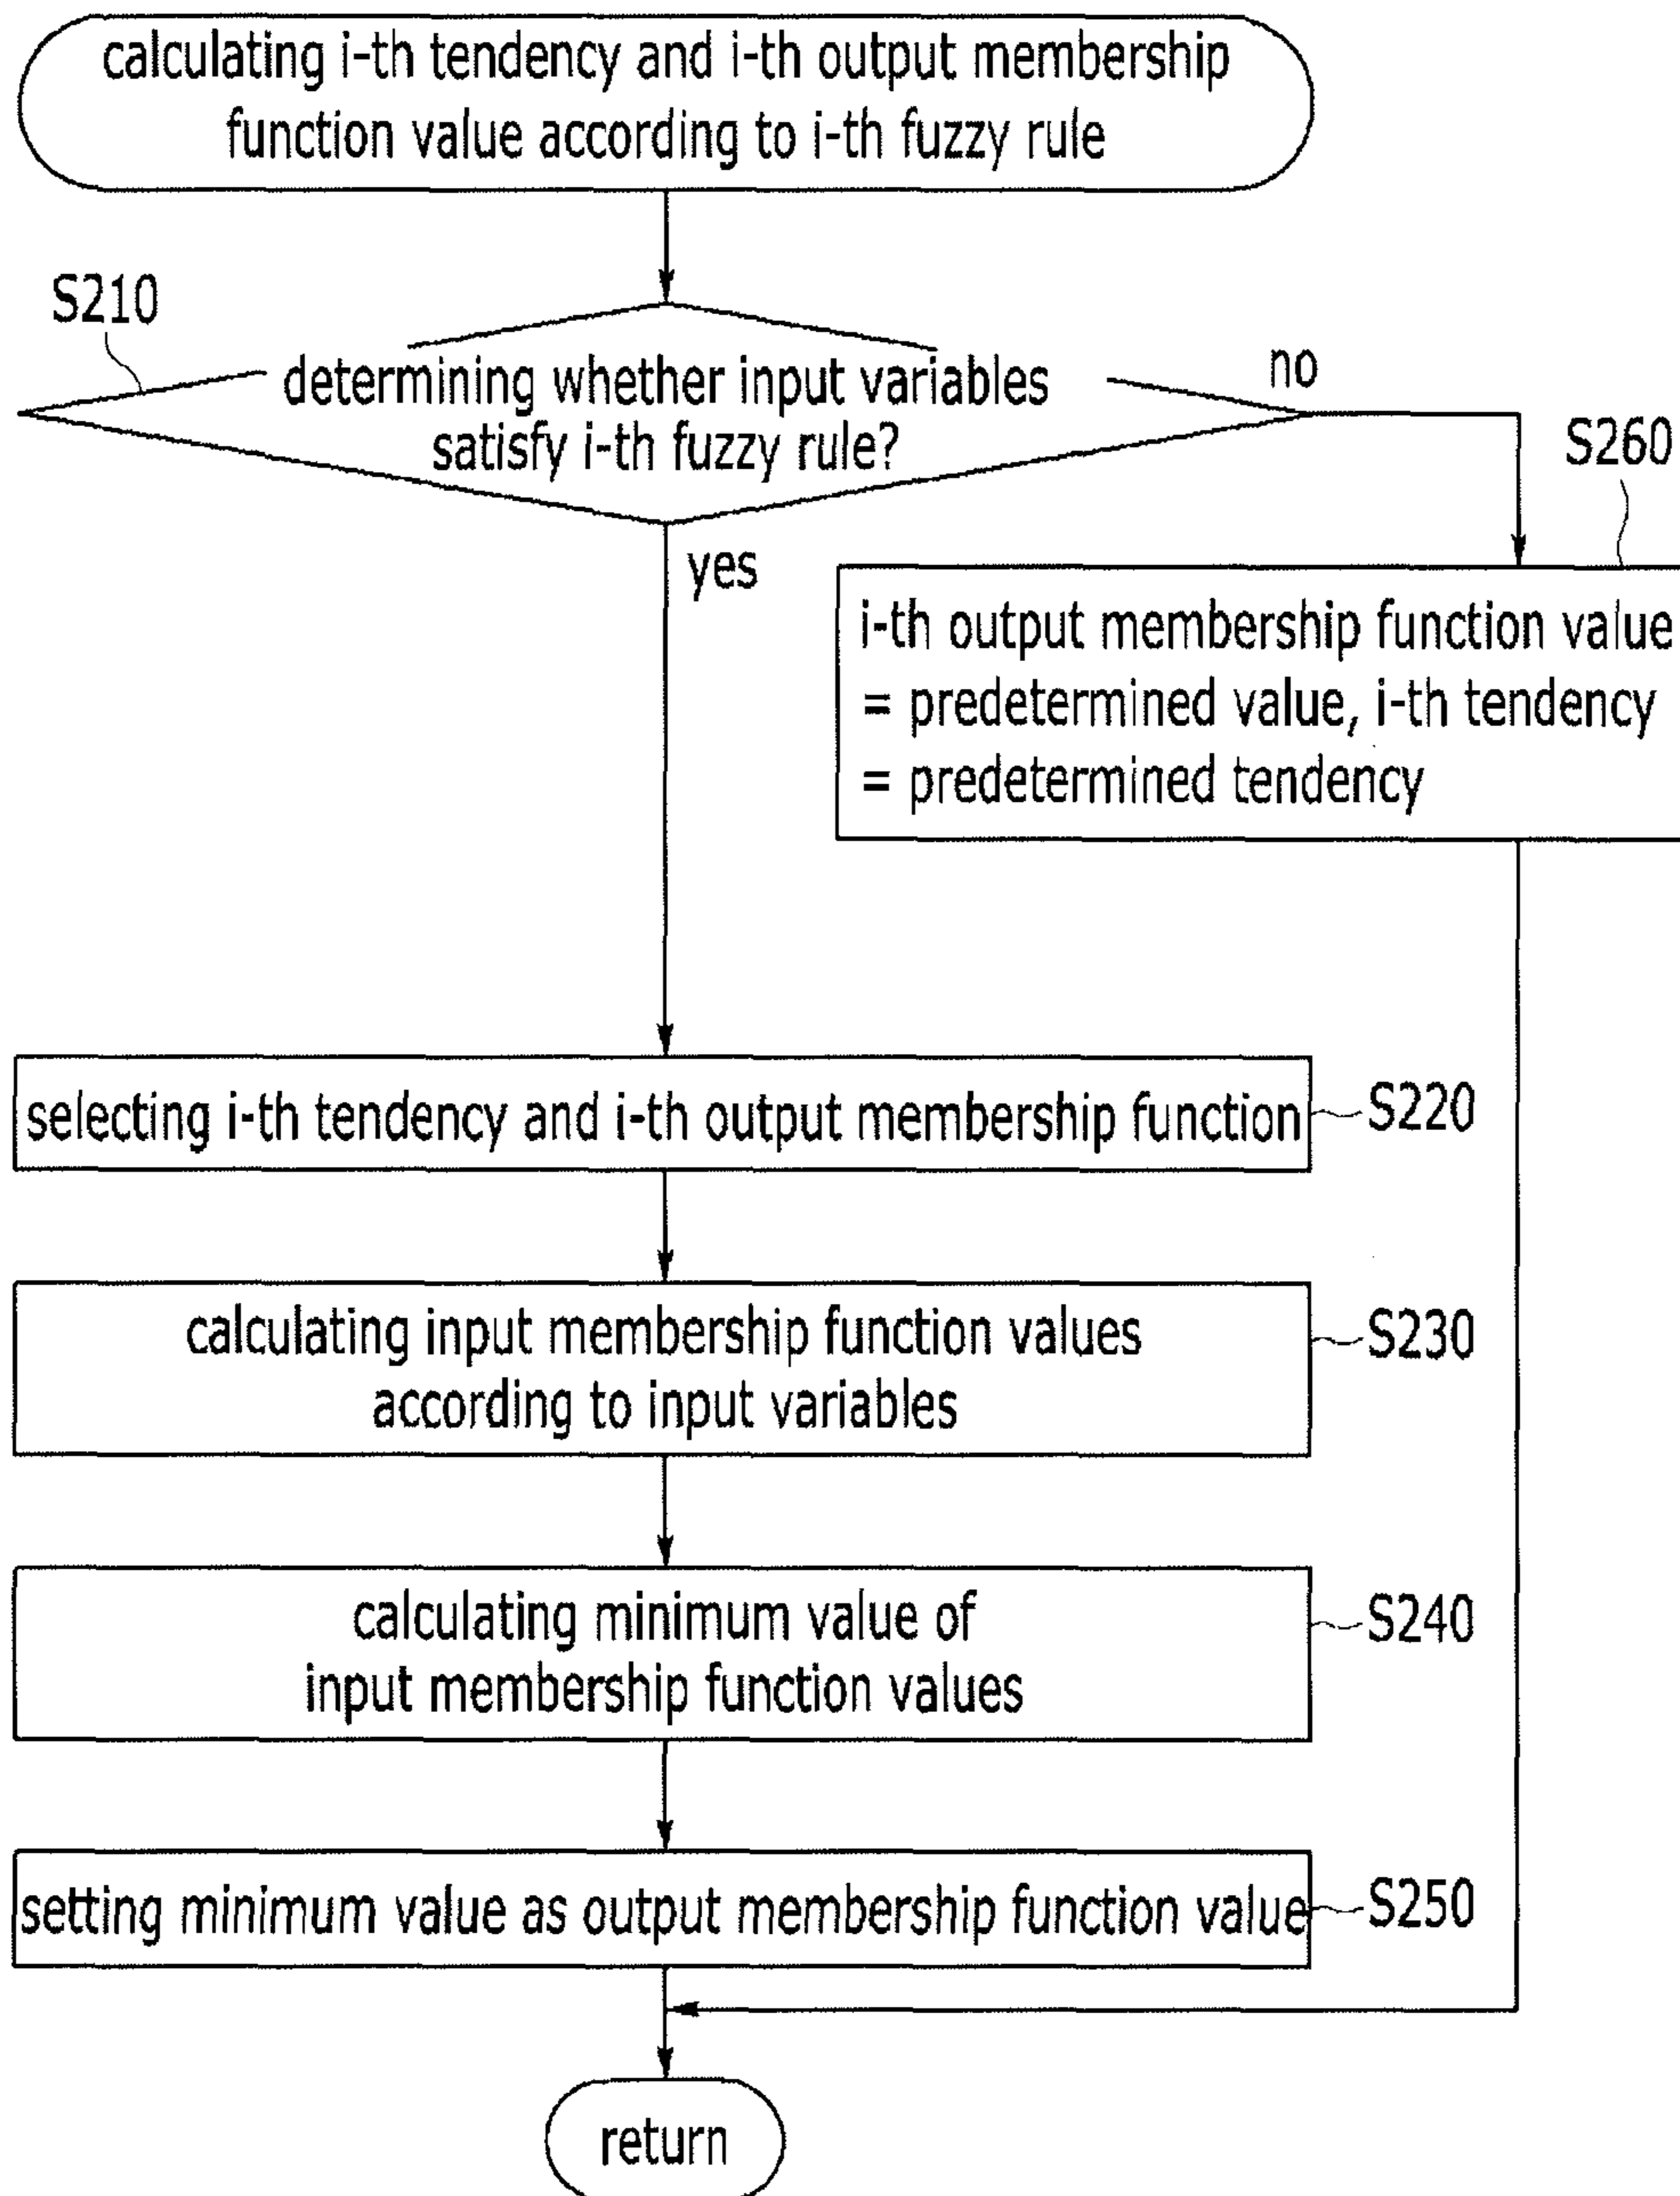 calculating i-th tendency and i-th output membership
function value according to i-th fuzzy rule
S210
determining whether input variables
satisfy i-th fuzzy rule?
no
S260
yes
i-th output membership function value
= predetermined value, i-th tendency
= predetermined tendency
selecting i-th tendency and i-th output membership function
S220
calculating input membership function values
according to input variables
S230
calculating minimum value of
input membership function values
S240
setting minimum value as output membership function value
S250
return